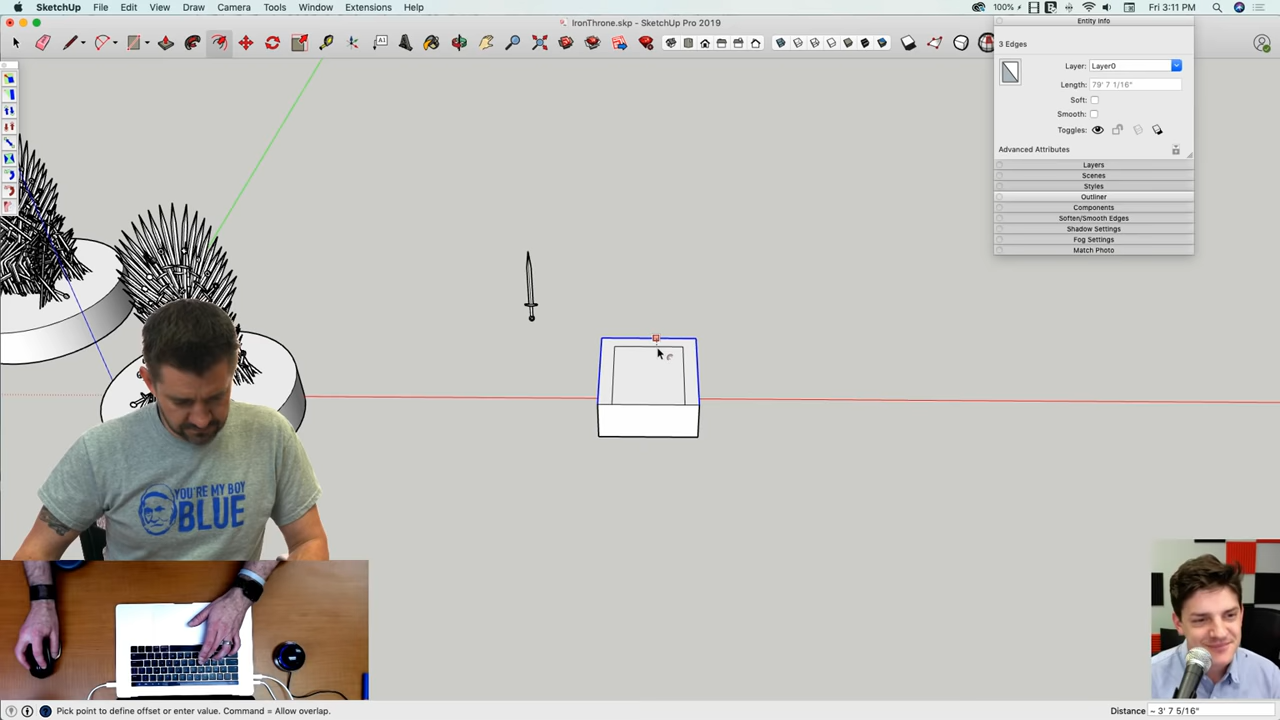 SketchUp File Edit View Draw Camera Tools Window Extensions Help
100% Fri 3:11 PM
IronThrone.skp - SketchUp Pro 2019
Entity Info
3 Edges
Layer: Layer0
Length: 79' 7 1/16"
Soft:
Smooth:
Toggles:
Advanced Attributes
Layers
Scenes
Styles
Outliner
Components
Soften/Smooth Edges
Shadow Settings
Fog Settings
Match Photo
YOU'RE MY BOY
BLUE
Pick point to define offset or enter value. Command = Allow overlap.
Distance ~ 3' 7 5/16"